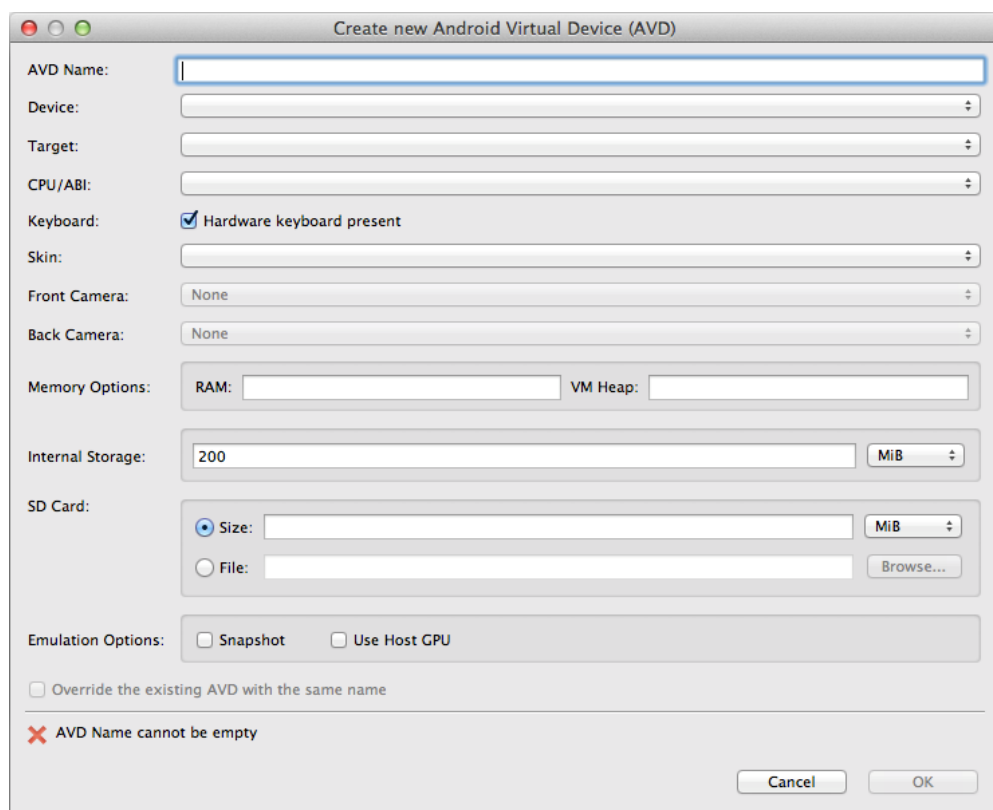 Create new Android Virtual Device (AVD)
AVD Name:
Device:
Target:
CPU/ABI:
Keyboard: Hardware keyboard present
Skin:
Front Camera: None
Back Camera: None
Memory Options: RAM: VM Heap:
Internal Storage: 200 MiB
SD Card:
Size: MiB
File: Browse...
Emulation Options: Snapshot Use Host GPU
Override the existing AVD with the same name
AVD Name cannot be empty
Cancel OK